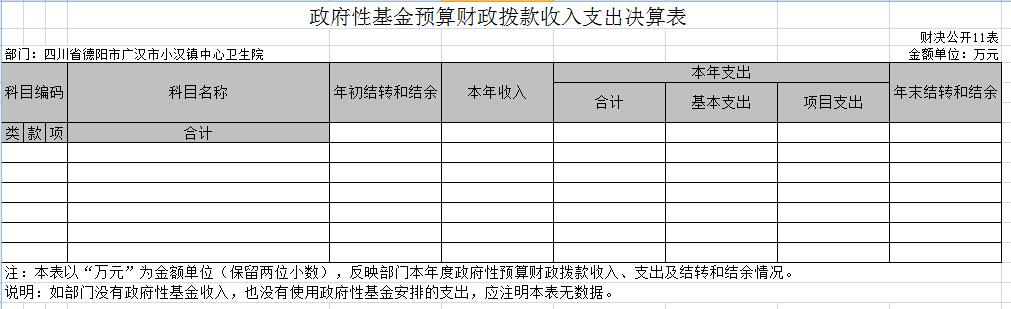 政府性基金预算财政拨款收入支出决算表
财决公开11表
部门：四川省德阳市广汉市小汉镇中心卫生院 金额单位：万元
科目编码 科目名称 年初结转和结余 本年收入 本年支出 年末结转和结余
合计 基本支出 项目支出
类 款 项 合计
注：本表以“万元”为金额单位（保留两位小数），反映部门本年度政府性预算财政拨款收入、支出及结转和结余情况。
说明：如部门没有政府性基金收入，也没有使用政府性基金安排的支出，应注明本表无数据。